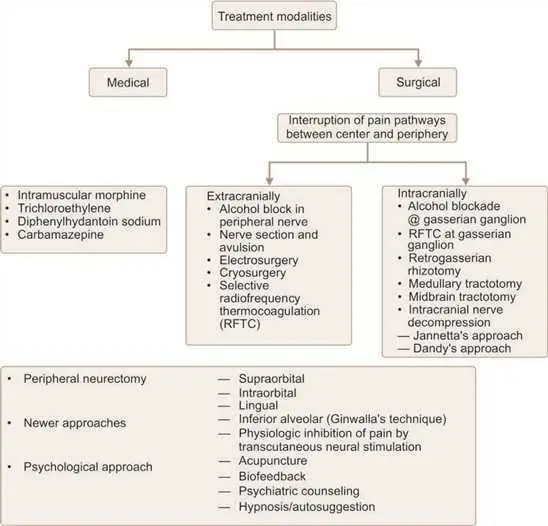 Treatment modalities
Medical
Surgical
Interruption of pain pathways
between center and periphery
• Intramuscular morphine
• Trichloroethylene
• Diphenylhydantoin sodium
• Carbamazepine
Extracranially
• Alcohol block in
peripheral nerve
• Nerve section and
avulsion
• Electrosurgery
• Cryosurgery
• Selective
radiofrequency
thermocoagulation
(RFTC)
Intracranially
• Alcohol blockade
@ gasserian ganglion
• RFTC at gasserian
ganglion
• Retrogasserian
rhizotomy
• Medullary tractotomy
• Midbrain tractotomy
• Intracranial nerve
decompression
— Jannetta's approach
— Dandy's approach
• Peripheral neurectomy — Supraorbital
— Intraorbital
— Lingual
• Newer approaches — Inferior alveolar (Ginwalla's technique)
— Physiologic inhibition of pain by
transcutaneous neural stimulation
• Psychological approach — Acupuncture
— Biofeedback
— Psychiatric counseling
— Hypnosis/autosuggestion